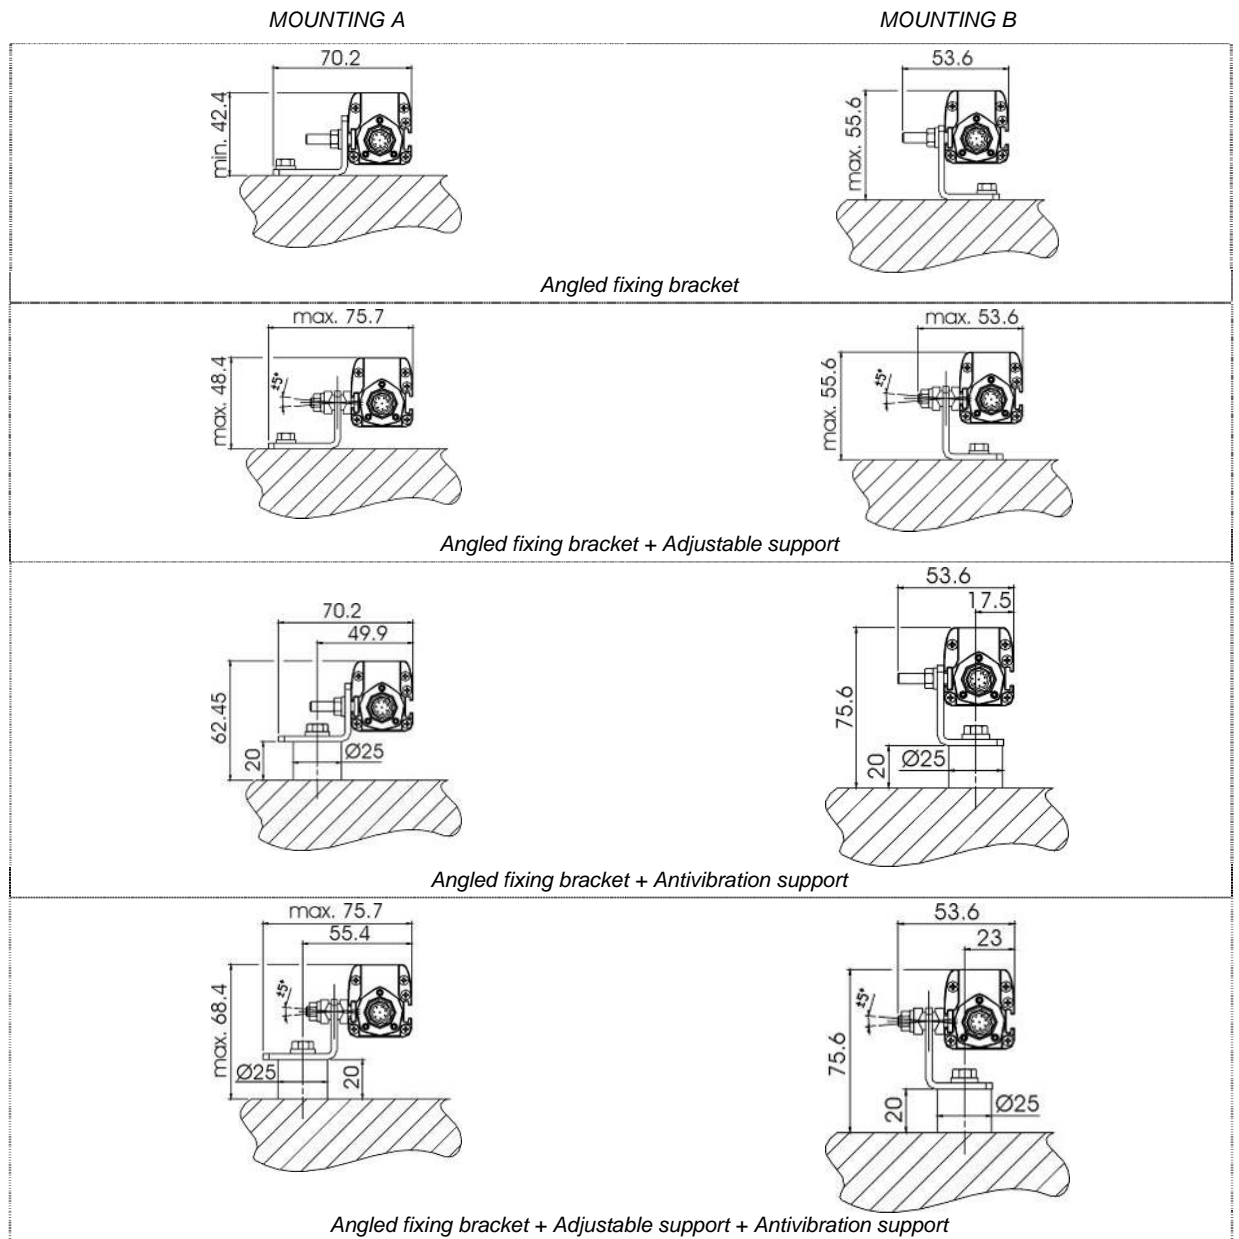 MOUNTING A MOUNTING B
70.2 53.6
min. 42.4 max. 55.6
Angled fixing bracket
max. 75.7 max. 53.6
max. 48.4 ±5° max. 55.6 ±5°
Angled fixing bracket + Adjustable support
53.6
17.5
70.2
49.9
62.45 75.6
20 Ø25 20 Ø25
Angled fixing bracket + Antivibration support
max. 75.7 53.6
55.4 23
max. 68.4 ±5° 75.6 ±5°
Ø25 20 20 Ø25
Angled fixing bracket + Adjustable support + Antivibration support